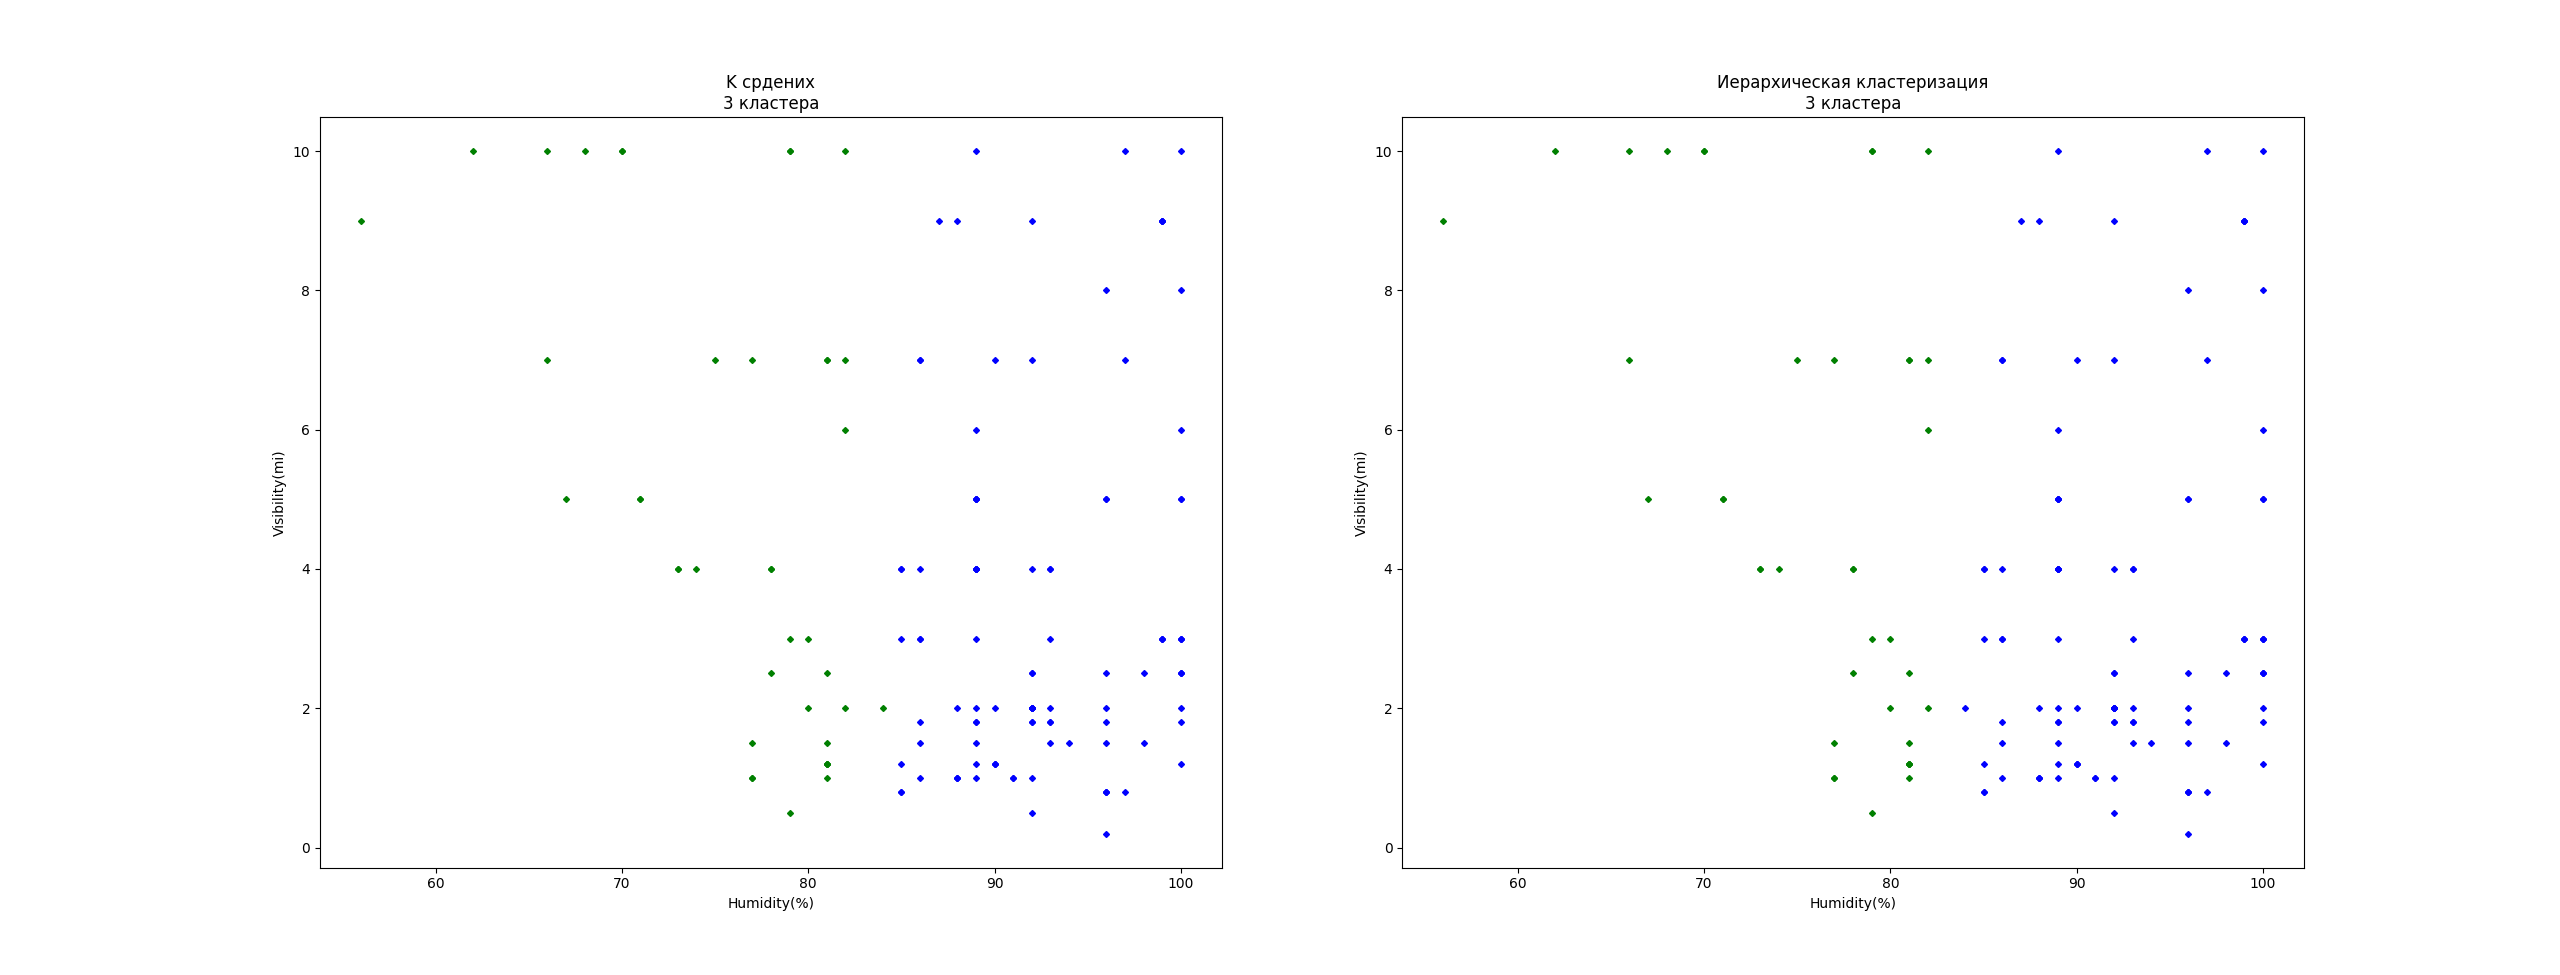 K срдених
3 кластера
10
8
6
4
2
0
Visibility(mi)
60 70 80 90 100
Humidity(%)
Иерархическая кластеризация
3 кластера
10
8
6
4
2
0
Visibility(mi)
60 70 80 90 100
Humidity(%)